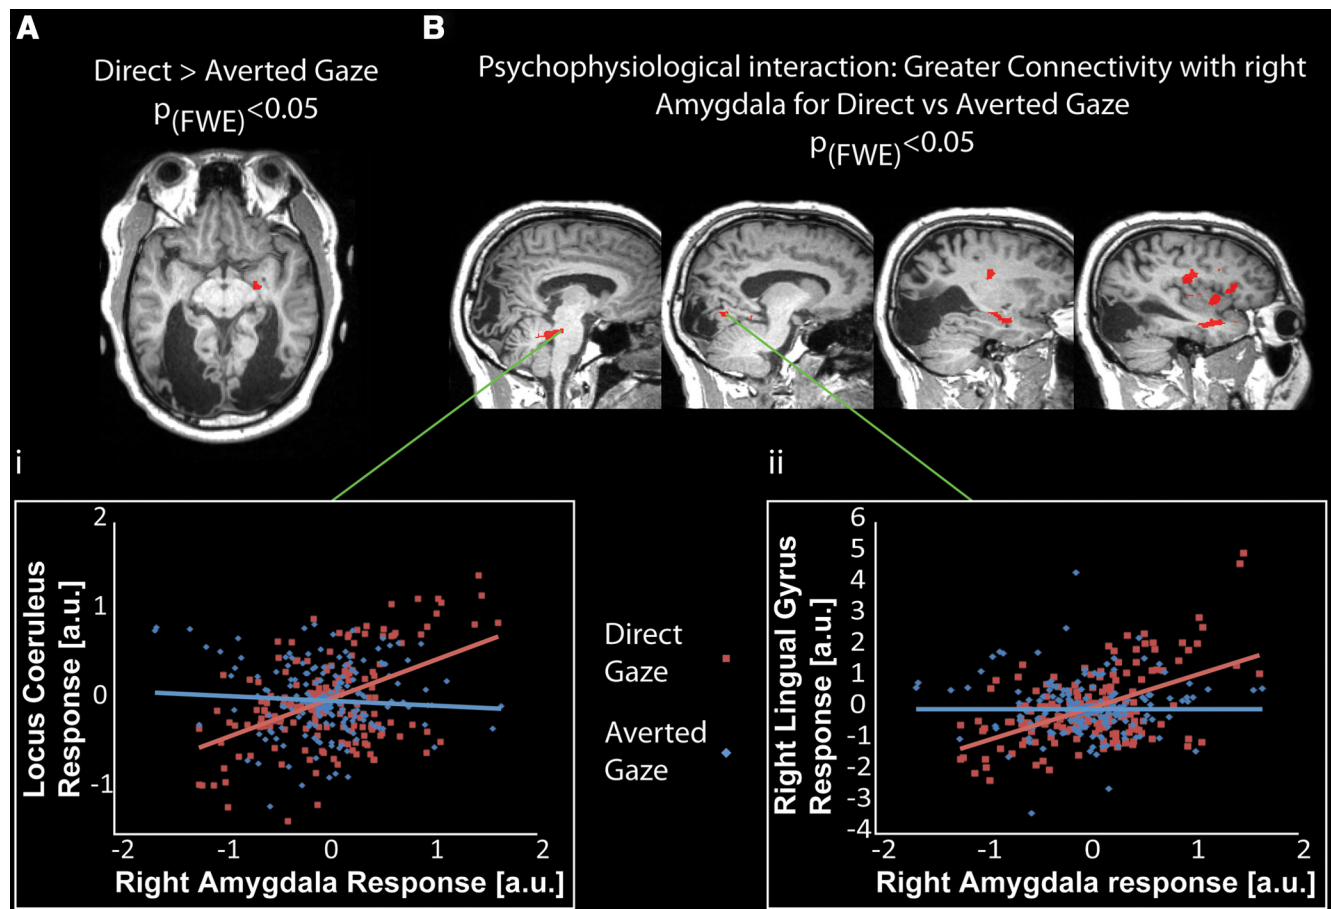 A
Direct > Averted Gaze
p(FWE)<0.05
B
Psychophysiological interaction: Greater Connectivity with right
Amygdala for Direct vs Averted Gaze
p(FWE)<0.05
i
2
1
0
-1
Locus Coeruleus
Response [a.u.]
-2 -1 0 1 2
Right Amygdala Response [a.u.]
Direct
Gaze
Averted
Gaze
ii
6
5
4
3
2
1
0
-1
-2
-3
-4
Right Lingual Gyrus
Response [a.u.]
-2 -1 0 1 2
Right Amygdala response [a.u.]